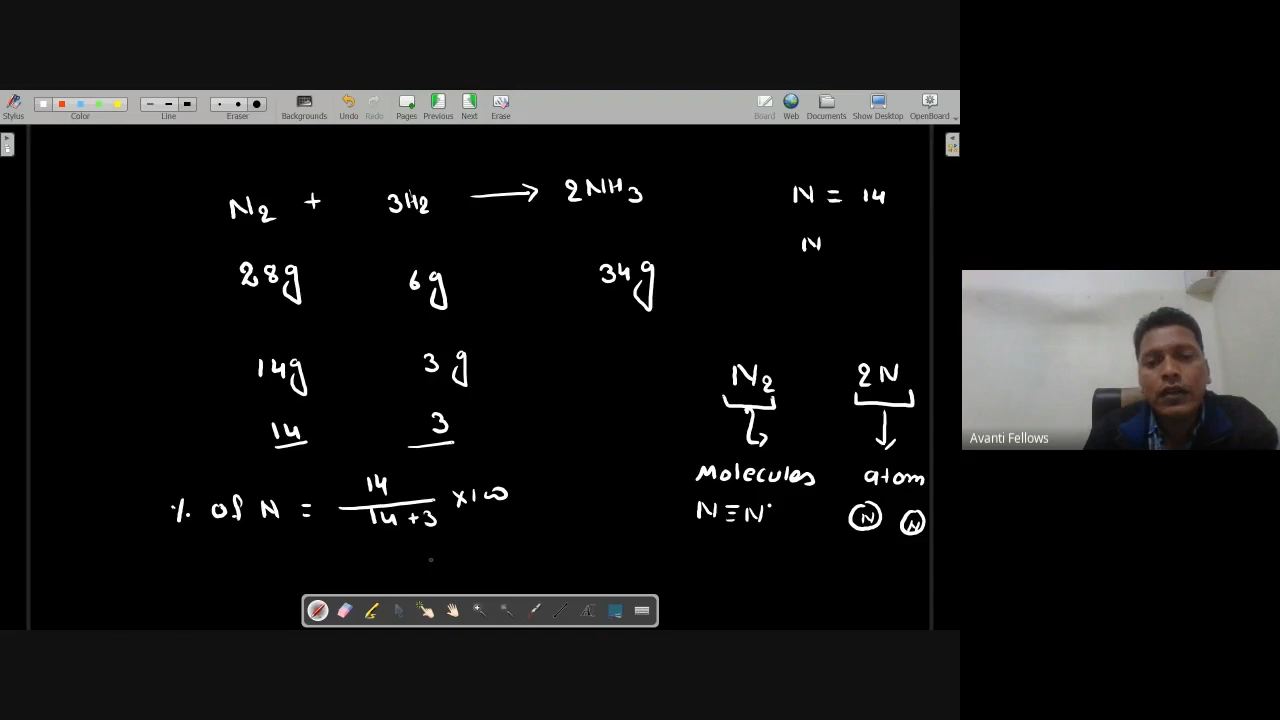 Stylus Color Line Eraser Backgrounds Undo Redo Pages Previous Next Erase Board Web Documents Show Desktop OpenBoard
N2 + 3H2 → 2NH3
28g 6g 34g
14g 3g
14 3
% of N = 14/14+3 ×100
N = 14
N
N2 2N
Molecules atom
N≡N N N
Avanti Fellows